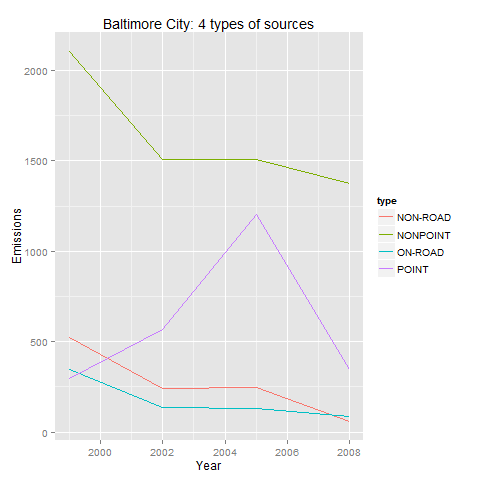 Baltimore City: 4 types of sources
Emissions
2000
1500
1000
500
0
2000
2002
2004
2006
2008
Year
type
NON-ROAD
NONPOINT
ON-ROAD
POINT